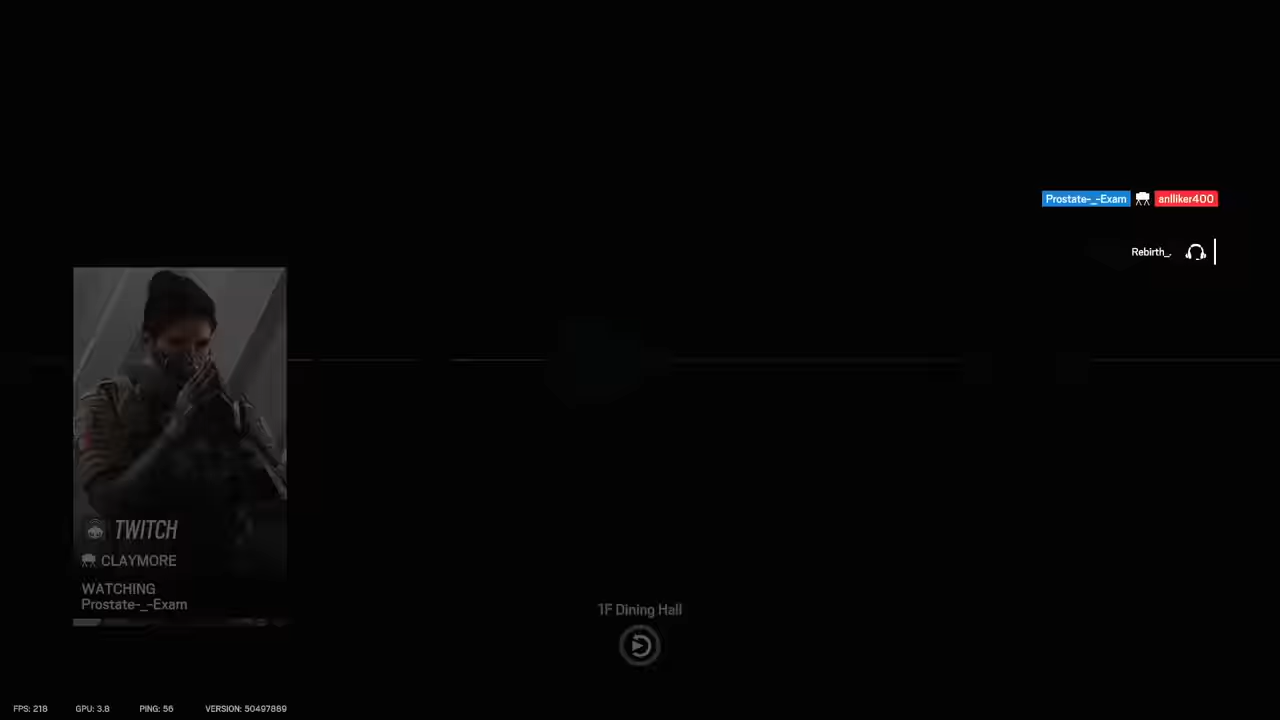 Prostate-_-Exam anlliker400
Rebirth_.
TWITCH
CLAYMORE
WATCHING
Prostate-_-Exam
1F Dining Hall
FPS: 218 GPU: 3.8 PING: 56 VERSION: 50497889